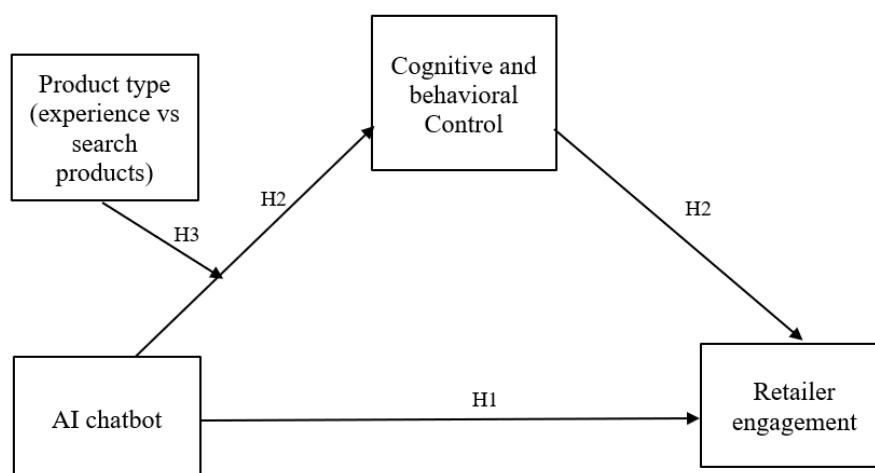 Product type
(experience vs
search
products)
Cognitive and
behavioral
Control
H3
H2
H2
AI chatbot
H1
Retailer
engagement